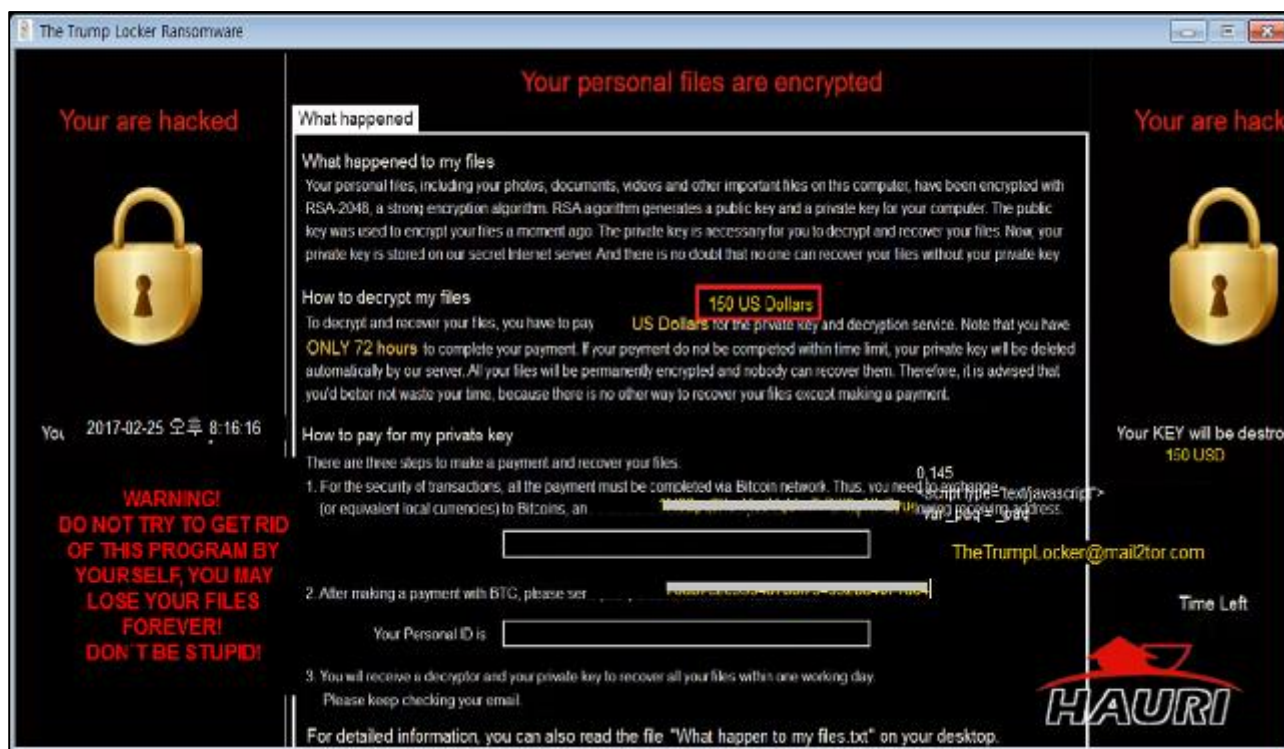 The Trump Locker Ransomware
Your personal files are encrypted
Your are hacked
2017-02-25 오후 8:16:16
WARNING!
DO NOT TRY TO GET RID
OF THIS PROGRAM BY
YOURSELF, YOU MAY
LOSE YOUR FILES
FOREVER!
DON'T BE STUPID!
What happened
What happened to my files
Your personal files, including your photos, documents, videos and other important files on this computer, have been encrypted with
RSA-2048, a strong encryption algorithm. RSA agorithm generates a public key and a private key for your computer. The public
key was used to encrypt your files a moment ago. The private key is necessary for you to decrypt and recover your files. Now, your
private key is stored on our secret Internet server. And there is no doubt that no one can recover your files without your private key
How to decrypt my files
150 US Dollars
To decrypt and recover your files, you have to pay US Dollars for the private key and decryption service. Note that you have
ONLY 72 hours to complete your payment. If your peyment do not be completed within time limit, your private key will be deleted
automatically by our server. All your files will be permanently encrypted and nobody can recover them. Therefore, it is advised that
you'd better not waste your time, because there is no other way to recover your files except making a payment.
How to pay for my private key
There are three steps to make a payment and recover your files:
1. For the security of transactions, all the payment must be completed via Bitcoin network. Thus, you need to exchange
(or equivalent local currencies) to Bitcoins, an
receiving address.
0,145
<script type="text/javascript">
var _paq = _paq
TheTrumpLocker@mail2tor.com
2. After making a payment with BTC, please
Your Personal ID is
3. You will receive a decryptor and your private key to recover all your files within one working day.
Please keep checking your email.
For detailed information, you can also read the file "What happen to my files.txt" on your desktop.
Your are hack
Your KEY will be destro
150 USD
Time Left
HAURI